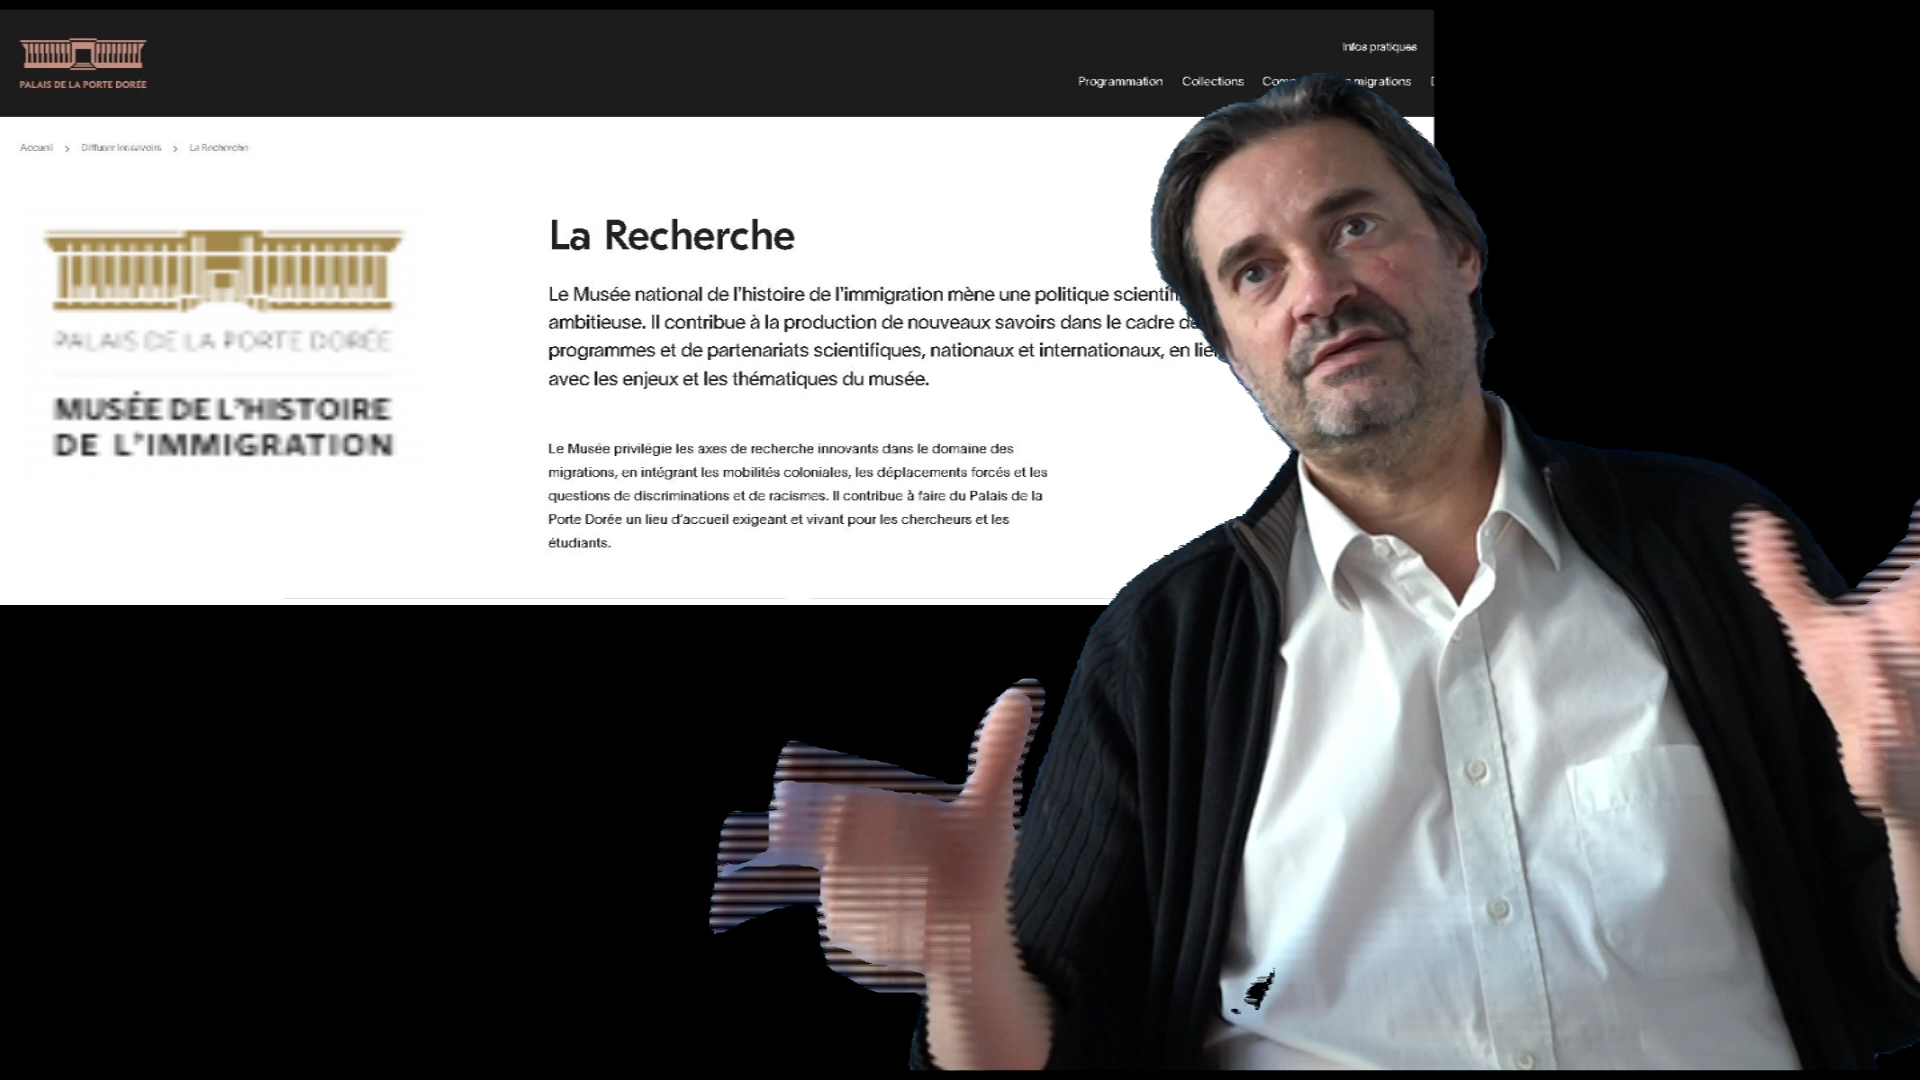 PALAIS DE LA PORTE DORÉE
Infos pratiques
Programmation Collections migrations
Accueil > Diffuser les savoirs > La Recherche
PALAIS DE LA PORTE DORÉE
MUSÉE DE L'HISTOIRE
DE L'IMMIGRATION
La Recherche
Le Musée national de l'histoire de l'immigration mène une politique
ambitieuse. Il contribue à la production de nouveaux savoirs dans le cadre
programmes et de partenariats scientifiques, nationaux et internationaux, en
avec les enjeux et les thématiques du musée.
Le Musée privilégie les axes de recherche innovants dans le domaine des
migrations, en intégrant les mobilités coloniales, les déplacements forcés et les
questions de discriminations et de racismes. Il contribue à faire du Palais de la
Porte Dorée un lieu d'accueil exigeant et vivant pour les chercheurs et les
étudiants.